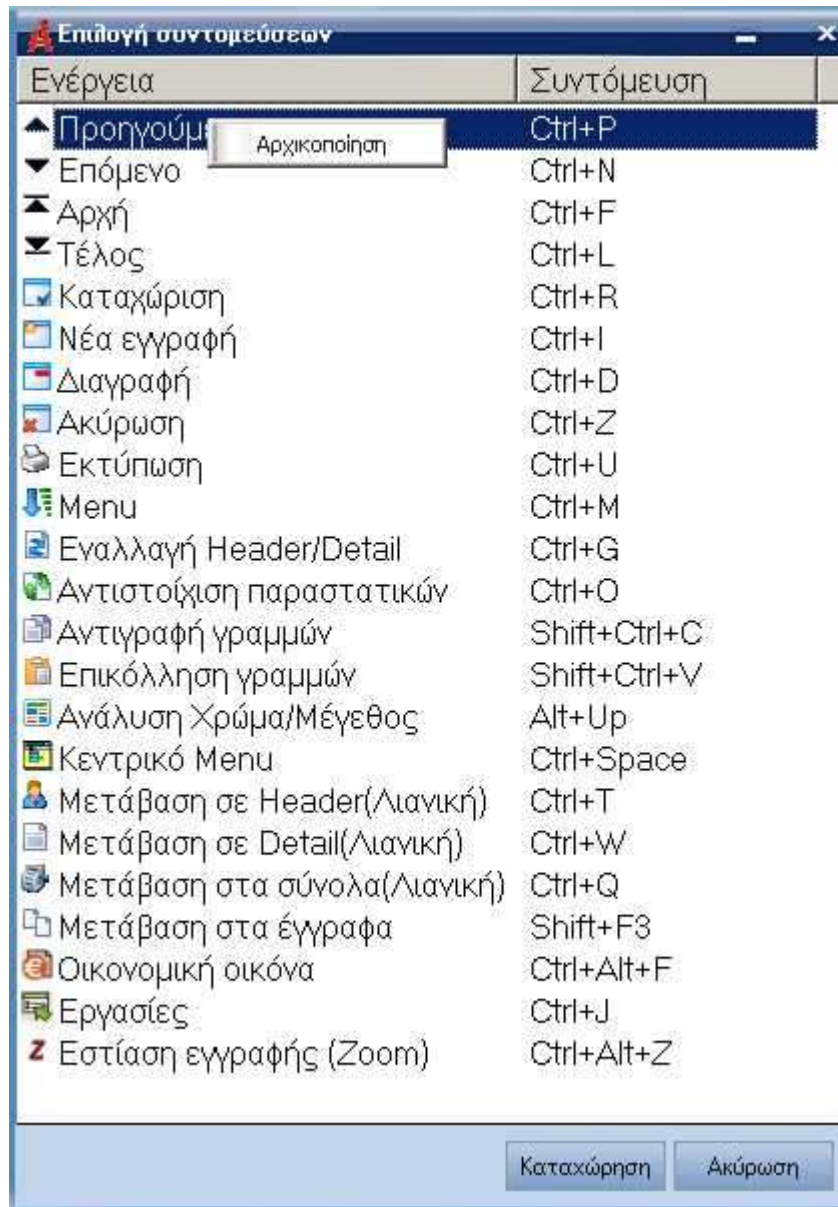 Επιλογή συντομεύσεων
Ενέργεια Συντόμευση
Προηγούμ Ctrl+P
Αρχικοποίηση
Επόμενο Ctrl+N
Αρχή Ctrl+F
Τέλος Ctrl+L
Καταχώριση Ctrl+R
Νέα εγγραφή Ctrl+I
Διαγραφή Ctrl+D
Ακύρωση Ctrl+Z
Εκτύπωση Ctrl+U
Menu Ctrl+M
Εναλλαγή Header/Detail Ctrl+G
Αντιστοίχιση παραστατικών Ctrl+O
Αντιγραφή γραμμών Shift+Ctrl+C
Επικόλληση γραμμών Shift+Ctrl+V
Ανάλυση Χρώμα/Μέγεθος Alt+Up
Κεντρικό Menu Ctrl+Space
Μετάβαση σε Header(Λιανική) Ctrl+T
Μετάβαση σε Detail(Λιανική) Ctrl+W
Μετάβαση στα σύνολα(Λιανική) Ctrl+Q
Μετάβαση στα έγγραφα Shift+F3
Οικονομική οικόνα Ctrl+Alt+F
Εργασίες Ctrl+J
Z Εστίαση εγγραφής (Zoom) Ctrl+Alt+Z
Καταχώρηση Ακύρωση